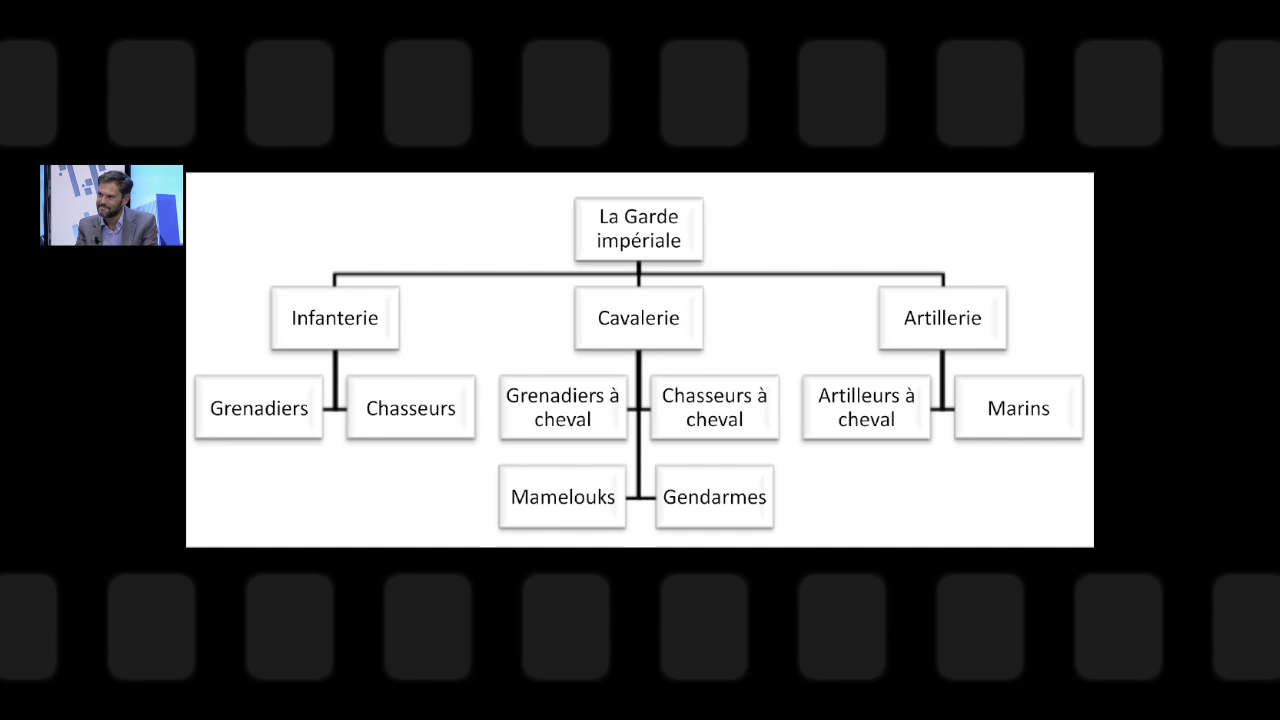 La Garde
impériale
Infanterie
Cavalerie
Artillerie
Grenadiers
Chasseurs
Grenadiers à
cheval
Chasseurs à
cheval
Artilleurs à
cheval
Marins
Mamelouks
Gendarmes